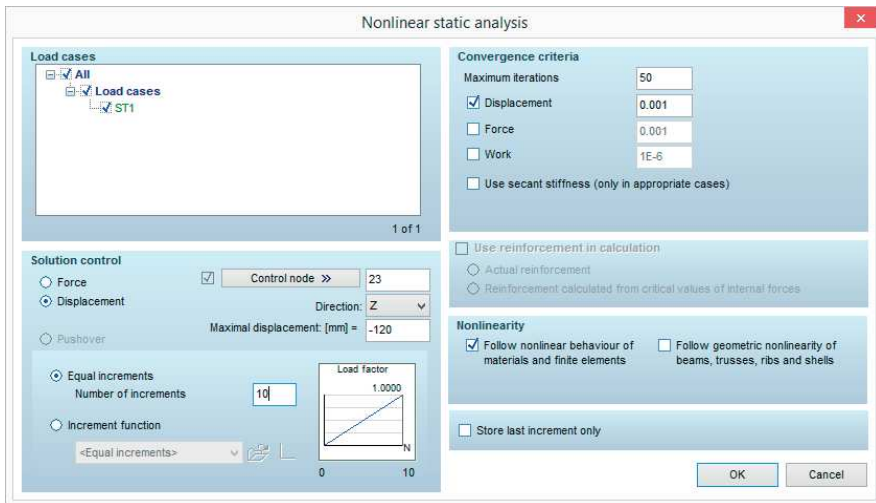 Nonlinear static analysis
Load cases
All
Load cases
ST1
1 of 1
Solution control
Force
Displacement
Pushover
Control node »
23
Direction: Z
Maximal displacement: [mm] = -120
Equal increments
Number of increments 10
Increment function
<Equal increments>
Load factor
1.0000
N
0 10
Convergence criteria
Maximum iterations 50
Displacement 0.001
Force 0.001
Work 1E-6
Use secant stiffness (only in appropriate cases)
Use reinforcement in calculation
Actual reinforcement
Reinforcement calculated from critical values of internal forces
Nonlinearity
Follow nonlinear behaviour of
materials and finite elements
Follow geometric nonlinearity of
beams, trusses, ribs and shells
Store last increment only
OK Cancel